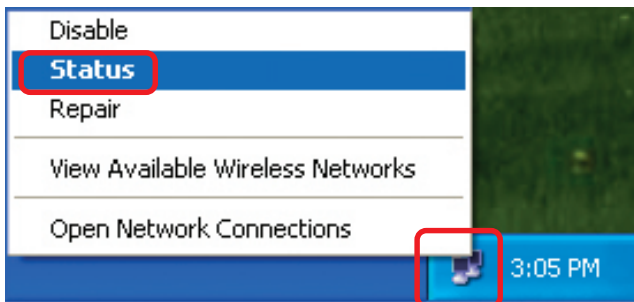 Disable
Status
Repair
View Available Wireless Networks
Open Network Connections
3:05 PM